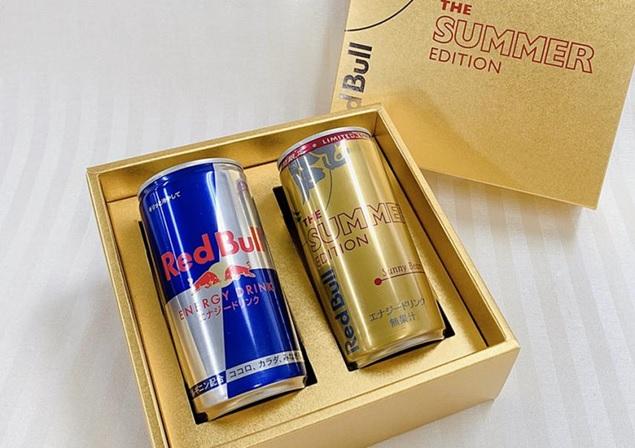 Red Bull
THE
SUMMER
EDITION
Red Bull
ENERGY DRINK
エナジードリンク
ココロ、カラダ、みな
LIMITED
THE
SUMMER
EDITION
Sunny
Red Bull
エナジードリンク
無果汁